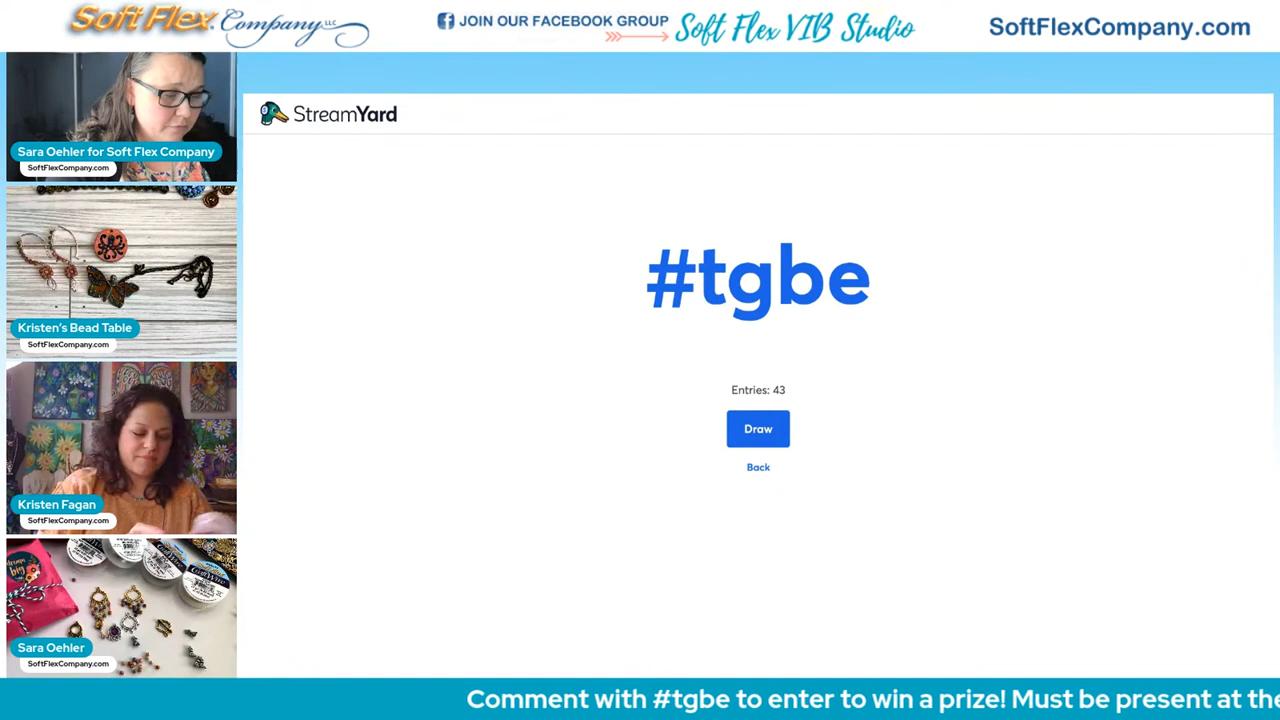 Soft Flex Company LLC
JOIN OUR FACEBOOK GROUP
Soft Flex VIB Studio
SoftFlexCompany.com
Sara Oehler for Soft Flex Company
SoftFlexCompany.com
Kristen's Bead Table
SoftFlexCompany.com
Kristen Fagan
SoftFlexCompany.com
dream
big
Sara Oehler
SoftFlexCompany.com
StreamYard
#tgbe
Entries: 43
Draw
Back
Comment with #tgbe to enter to win a prize! Must be present at the